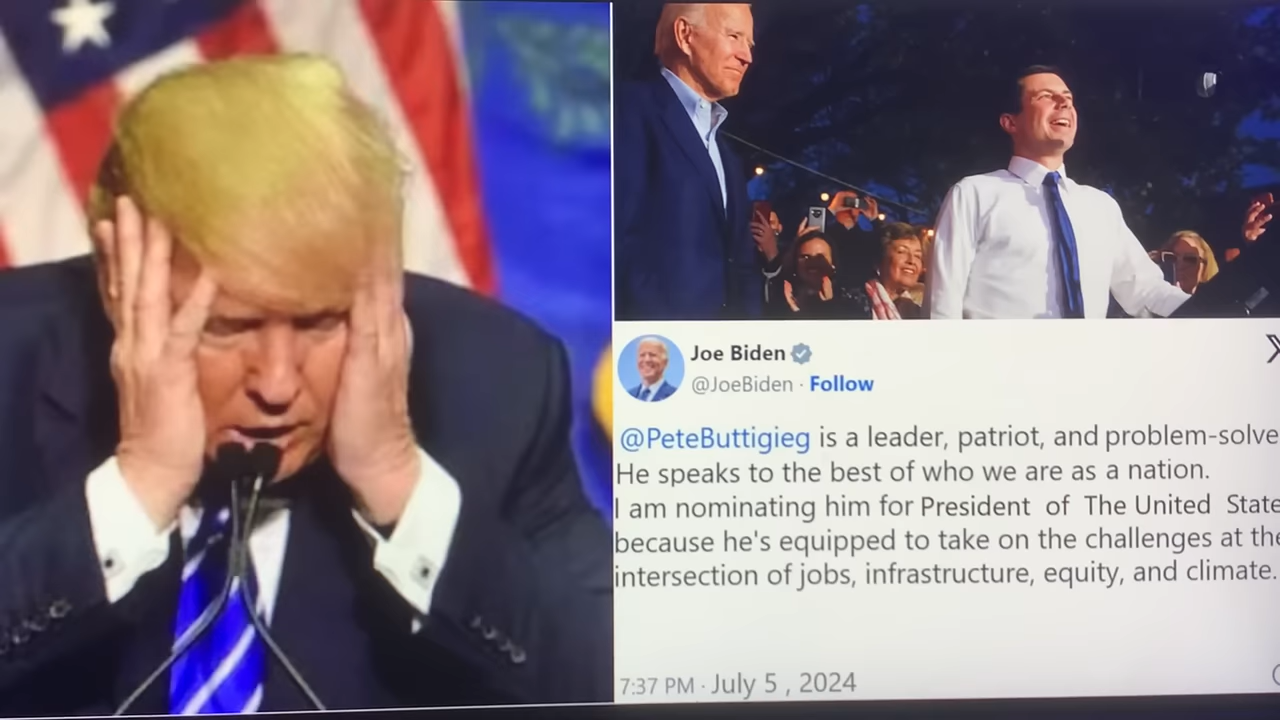 Joe Biden
@JoeBiden · Follow
@PeteButtigieg is a leader, patriot, and problem-solve
He speaks to the best of who we are as a nation.
I am nominating him for President of The United State
because he's equipped to take on the challenges at the
intersection of jobs, infrastructure, equity, and climate.
7:37 PM · July 5 , 2024